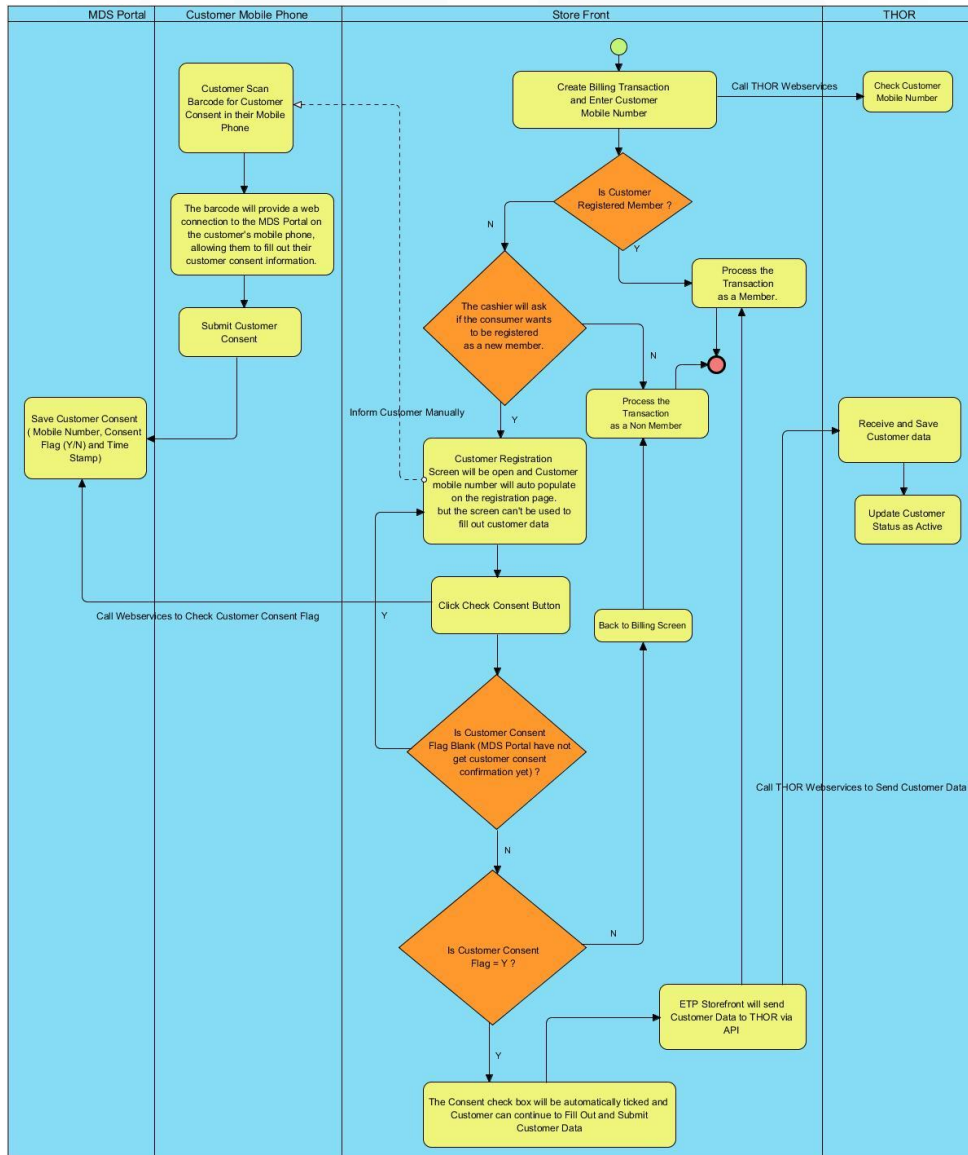 MDS Portal
Customer Mobile Phone
Store Front
THOR
Customer Scan
Barcode for Customer
Consent in their Mobile
Phone
The barcode will provide a web
connection to the MDS Portal on
the customer's mobile phone,
allowing them to fill out their
customer consent information.
Submit Customer
Consent
Save Customer Consent
( Mobile Number, Consent
Flag (Y/N) and Time
Stamp)
Create Billing Transaction
and Enter Customer
Mobile Number
Call THOR Webservices
Check Customer
Mobile Number
Is Customer
Registered Member ?
N
Y
Process the
Transaction
as a Member.
The cashier will ask
if the consumer wants
to be registered
as a new member.
N
Process the
Transaction
as a Non Member
Inform Customer Manually
Y
Customer Registration
Screen will be open and Customer
mobile number will auto populate
on the registration page.
but the screen can't be used to
fill out customer data
Receive and Save
Customer data
Update Customer
Status as Active
Click Check Consent Button
Call Webservices to Check Customer Consent Flag
Y
Back to Billing Screen
Is Customer Consent
Flag Blank (MDS Portal have not
get customer consent
confirmation yet) ?
Call THOR Webservices to Send Customer Data
N
Is Customer Consent
Flag = Y ?
N
Y
ETP Storefront will send
Customer Data to THOR via
API
The Consent check box will be automatically ticked and
Customer can continue to Fill Out and Submit
Customer Data